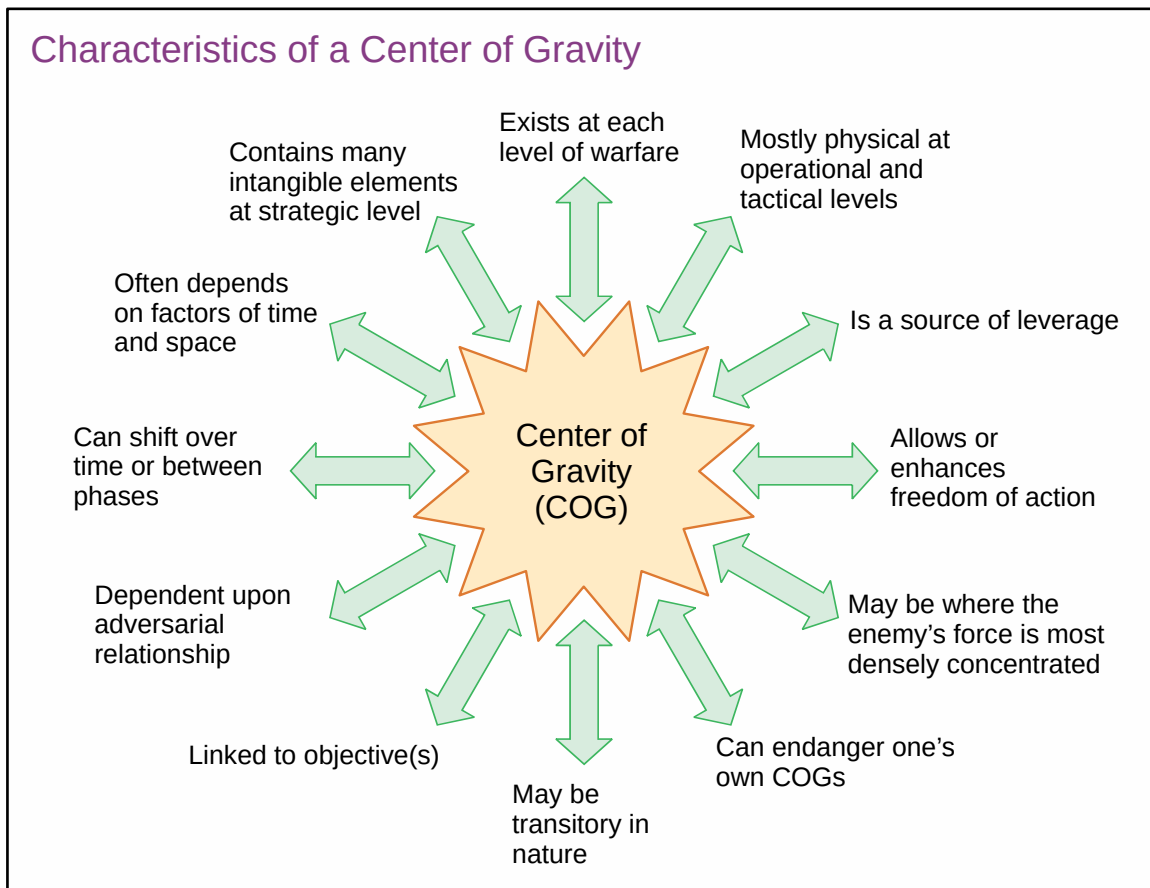 Characteristics of a Center of Gravity
Exists at each
level of warfare
Mostly physical at
operational and
tactical levels
Is a source of leverage
Allows or
enhances
freedom of action
May be where the
enemy’s force is most
densely concentrated
Can endanger one’s
own COGs
May be
transitory in
nature
Linked to objective(s)
Dependent upon
adversarial
relationship
Can shift over
time or between
phases
Often depends
on factors of time
and space
Contains many
intangible elements
at strategic level
Center of
Gravity
(COG)